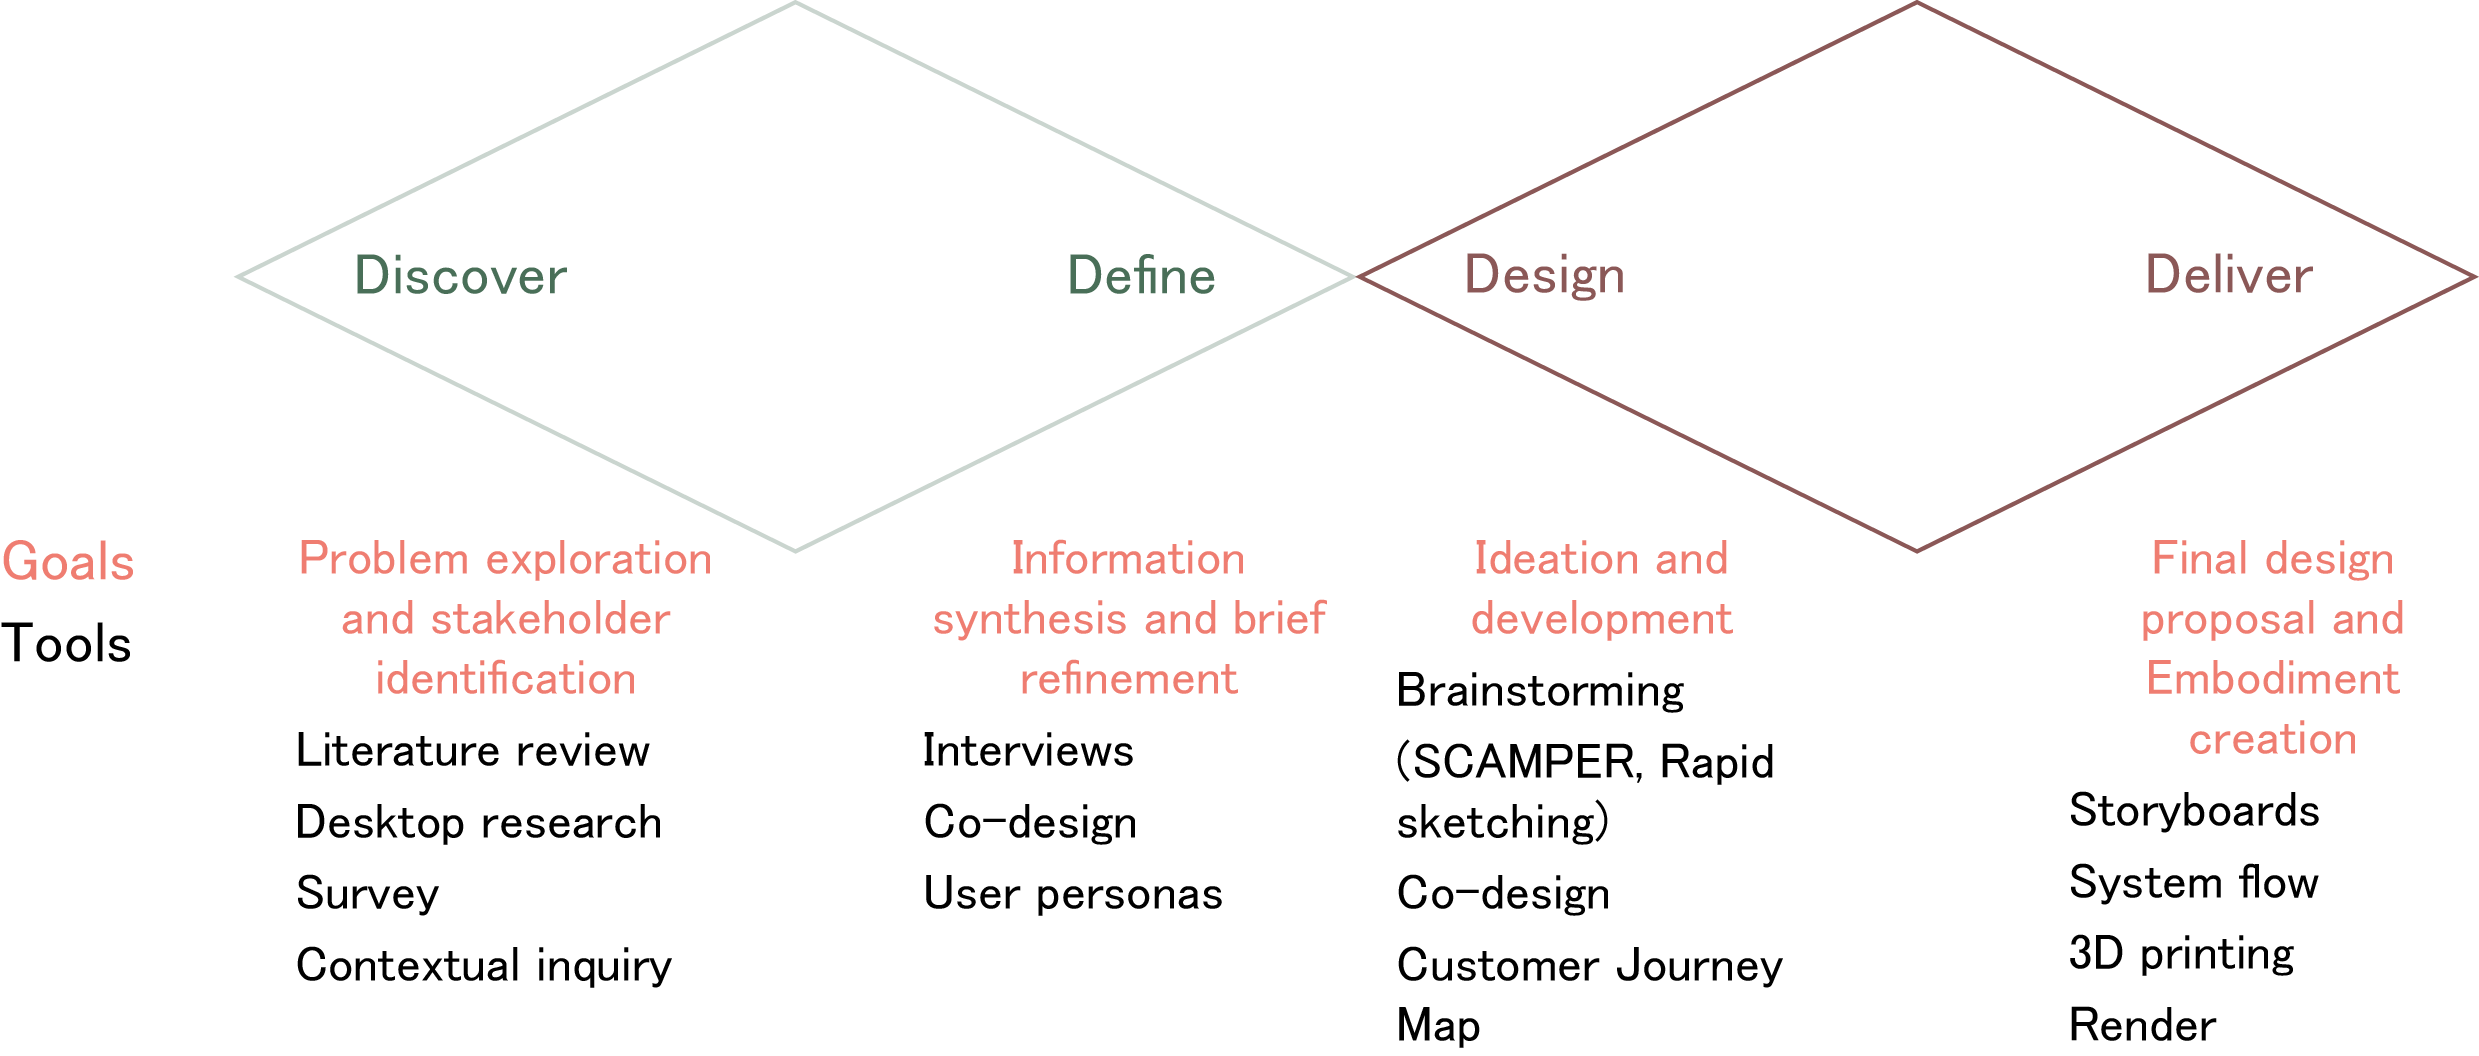 Discover
Define
Design
Deliver
Goals
Tools
Problem exploration
and stakeholder
identification
Literature review
Desktop research
Survey
Contextual inquiry
Information
synthesis and brief
refinement
Interviews
Co-design
User personas
Ideation and
development
Brainstorming
(SCAMPER, Rapid
sketching)
Co-design
Customer Journey
Map
Final design
proposal and
Embodiment
creation
Storyboards
System flow
3D printing
Render